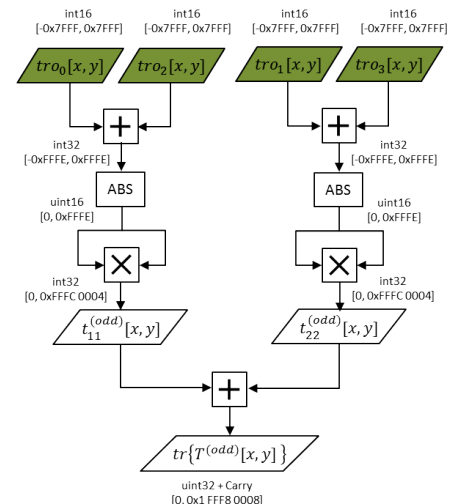 int16 int16 int16 int16
[-0x7FFF, 0x7FFF] [-0x7FFF, 0x7FFF] [-0x7FFF, 0x7FFF] [-0x7FFF, 0x7FFF]
tro₀[x, y] tro₂[x, y] tro₁[x, y] tro₃[x, y]
+ +
int32 int32
[-0xFFFE, 0xFFFE] [-0xFFFE, 0xFFFE]
ABS ABS
uint16 uint16
[0, 0xFFFE] [0, 0xFFFE]
× ×
int32 int32
[0, 0xFFFC 0004] [0, 0xFFFC 0004]
t₁₁^(odd)[x, y] t₂₂^(odd)[x, y]
+
tr{T^(odd)[x, y] }
uint32 + Carry
[0, 0x1 FFF8 0008]